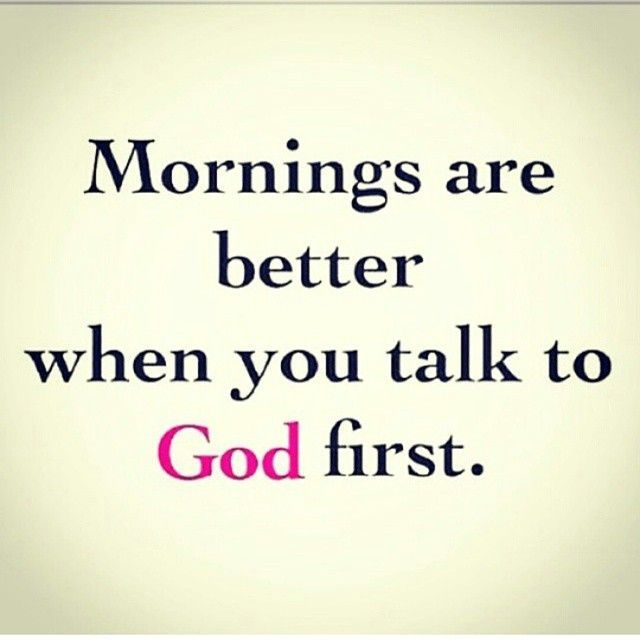 Mornings are
better
when you talk to
God first.